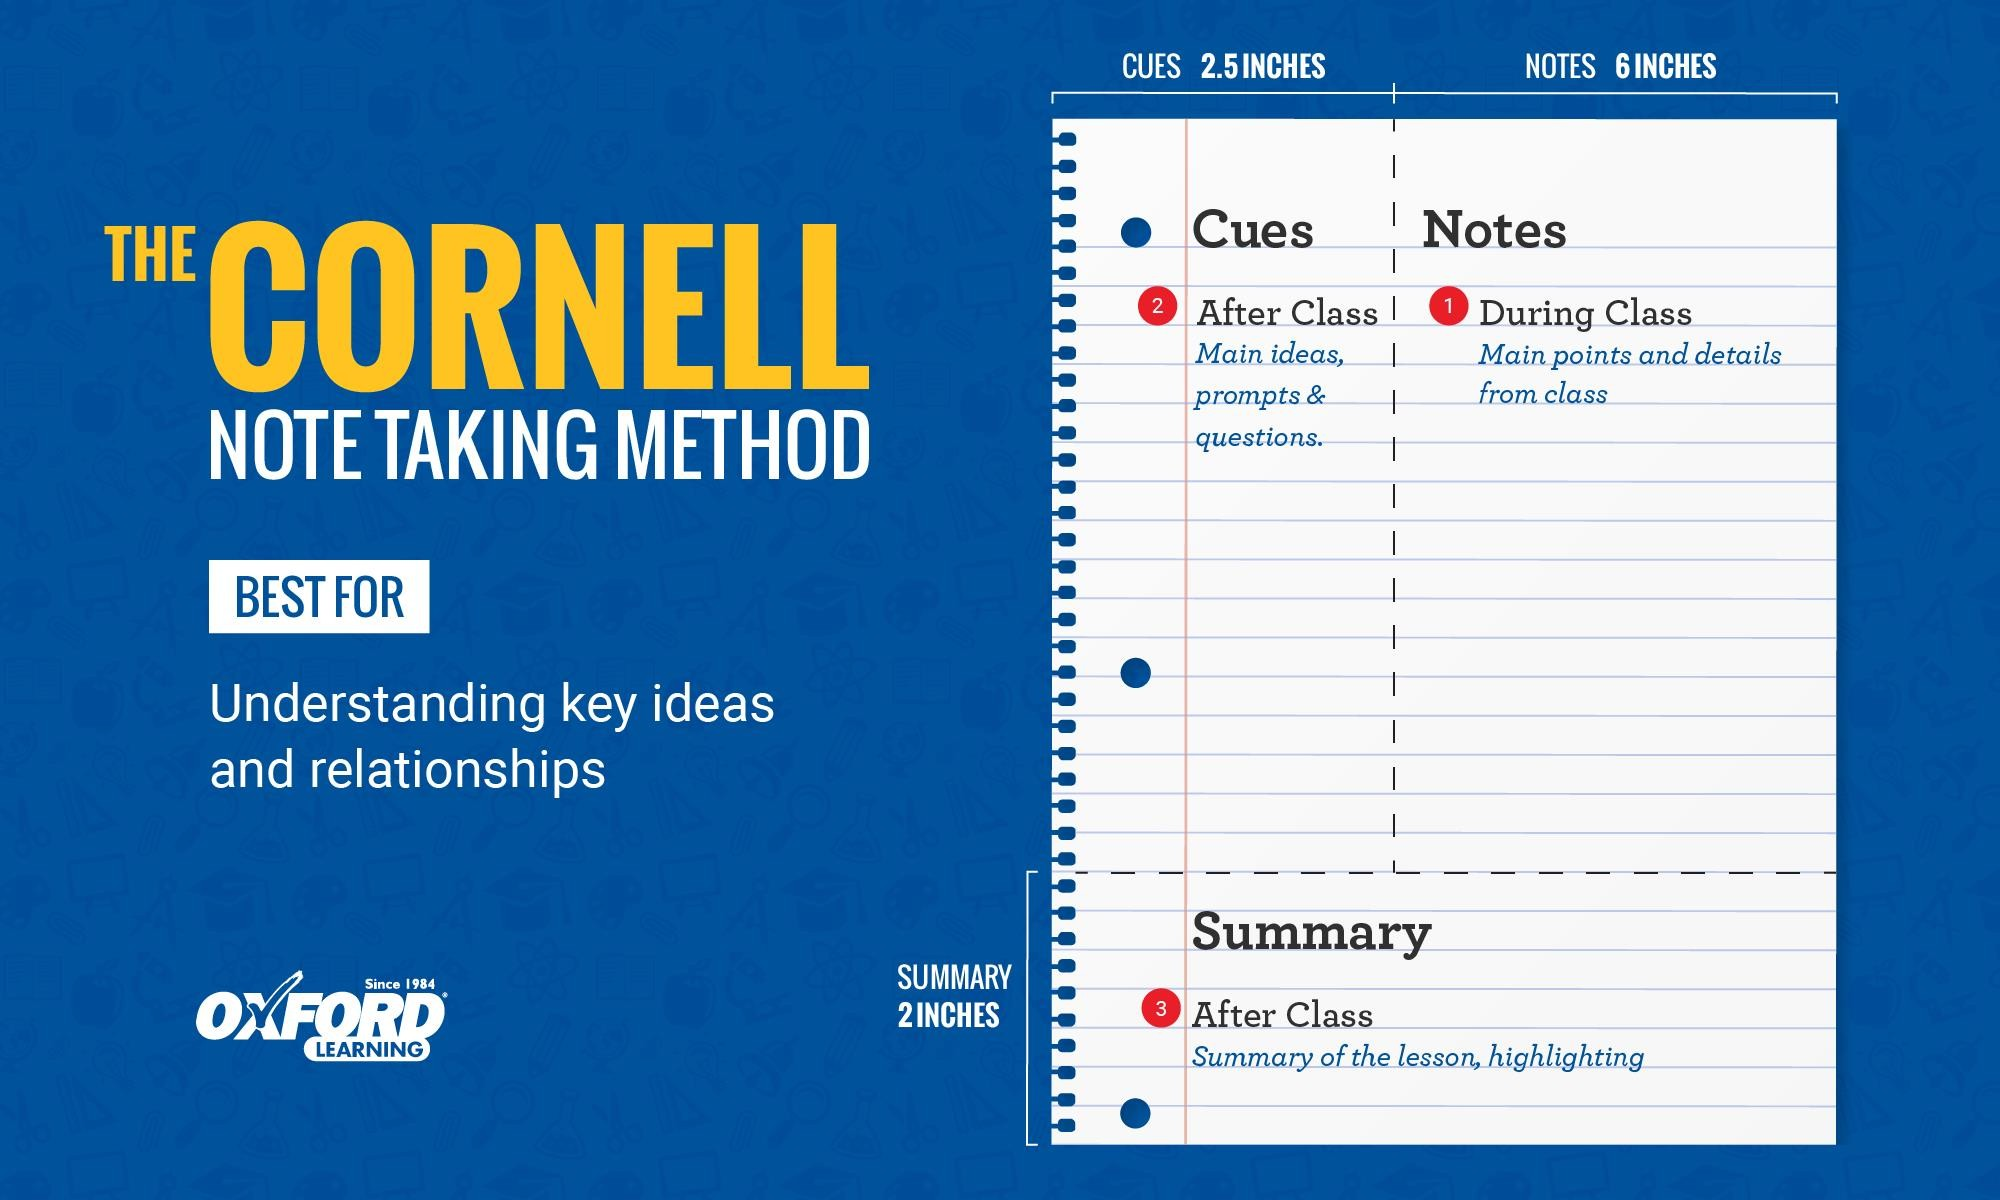 THE CORNELL
NOTE TAKING METHOD
BEST FOR
Understanding key ideas
and relationships
Since 1984
OXFORD®
LEARNING
CUES 2.5 INCHES
NOTES 6 INCHES
Cues
2 After Class
Main ideas,
prompts &
questions.
Notes
1 During Class
Main points and details
from class
SUMMARY
2 INCHES
Summary
3 After Class
Summary of the lesson, highlighting